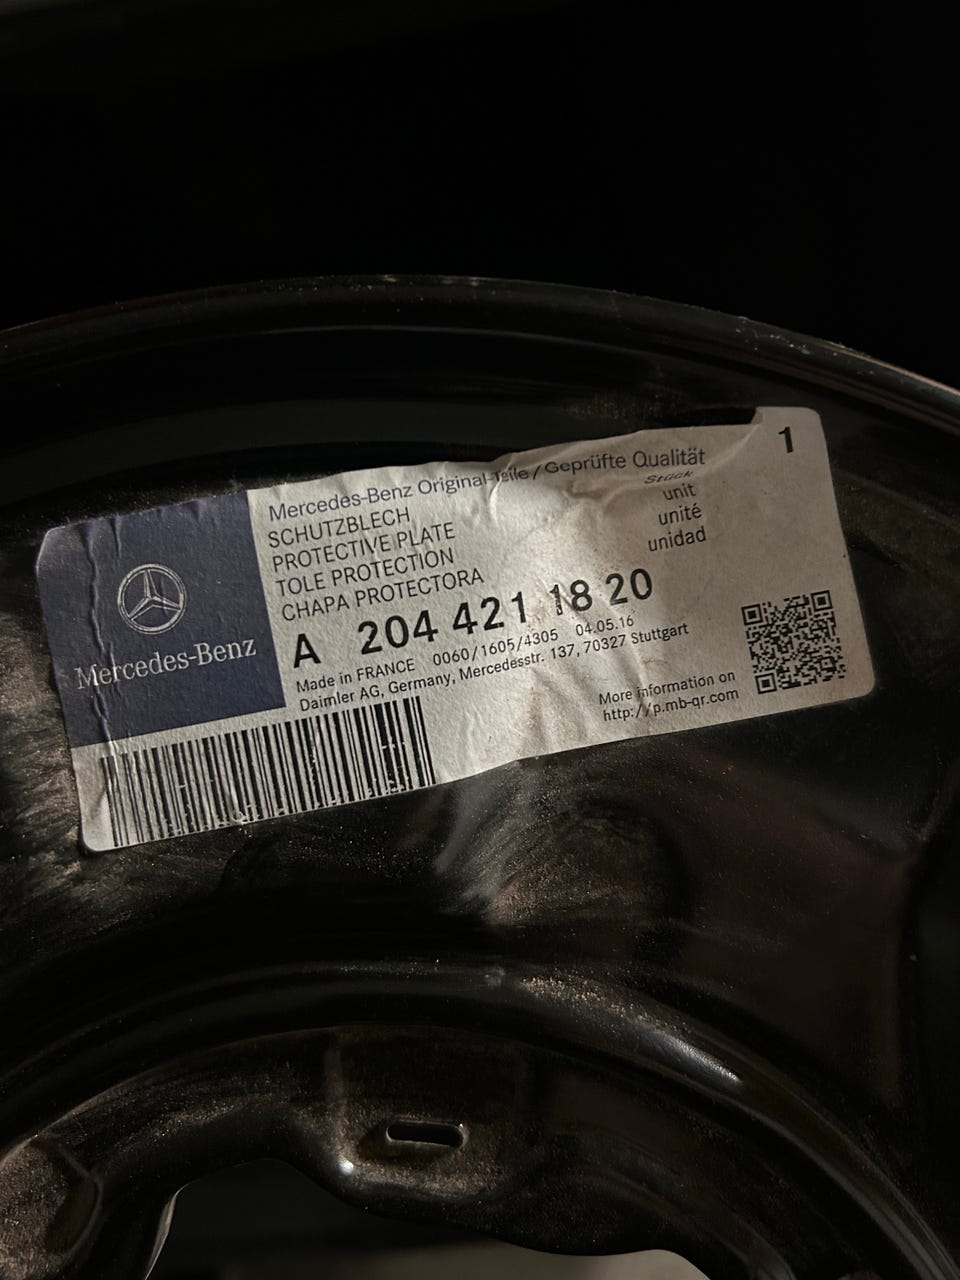 Mercedes-Benz
Mercedes-Benz Original-Teile / Geprüfte Qualität
SCHUTZBLECH
PROTECTIVE PLATE
TOLE PROTECTION
CHAPA PROTECTORA
1
Stück
unit
unité
unidad
A 204 421 18 20
Made in FRANCE 0060/1605/4305 04.05.16
Daimler AG, Germany, Mercedesstr. 137, 70327 Stuttgart
More information on
http://p.mb-qr.com